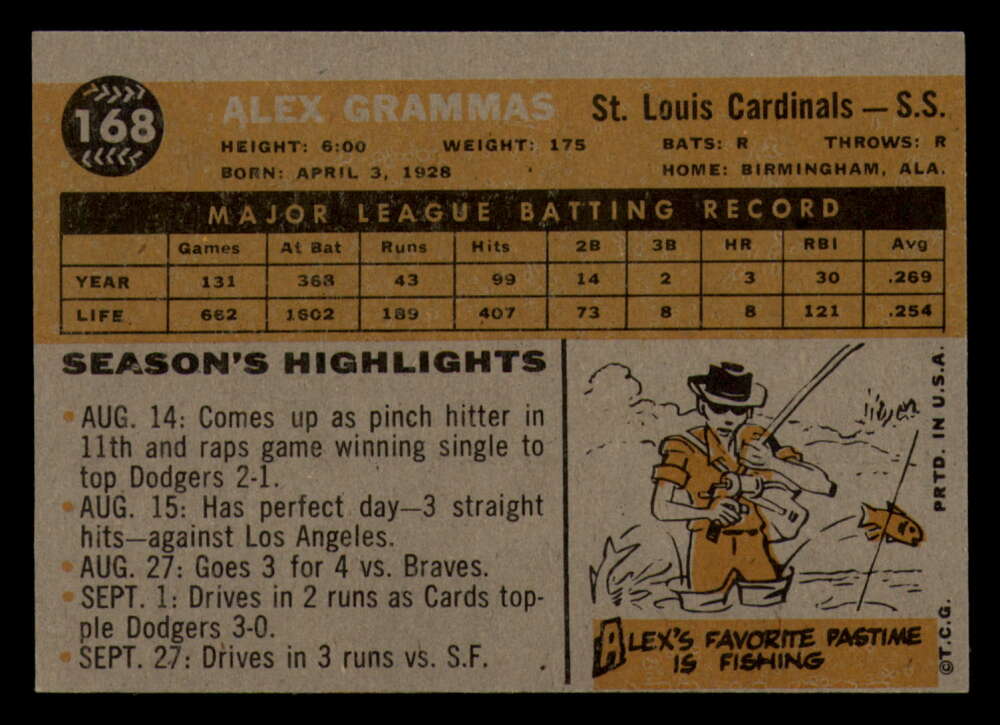 168
ALEX GRAMMAS St. Louis Cardinals — S.S.
HEIGHT: 6:00 WEIGHT: 175 BATS: R THROWS: R
BORN: APRIL 3, 1928 HOME: BIRMINGHAM, ALA.
MAJOR LEAGUE BATTING RECORD
Games At Bat Runs Hits 2B 3B HR RBI Avg
YEAR 131 368 43 99 14 2 3 30 .269
LIFE 662 1602 189 407 73 8 8 121 .254
SEASON'S HIGHLIGHTS
• AUG. 14: Comes up as pinch hitter in
11th and raps game winning single to
top Dodgers 2-1.
• AUG. 15: Has perfect day—3 straight
hits—against Los Angeles.
• AUG. 27: Goes 3 for 4 vs. Braves.
• SEPT. 1: Drives in 2 runs as Cards top-
ple Dodgers 3-0.
• SEPT. 27: Drives in 3 runs vs. S.F.
ALEX'S FAVORITE PASTIME
IS FISHING
©T.C.G. PRTD. IN U.S.A.